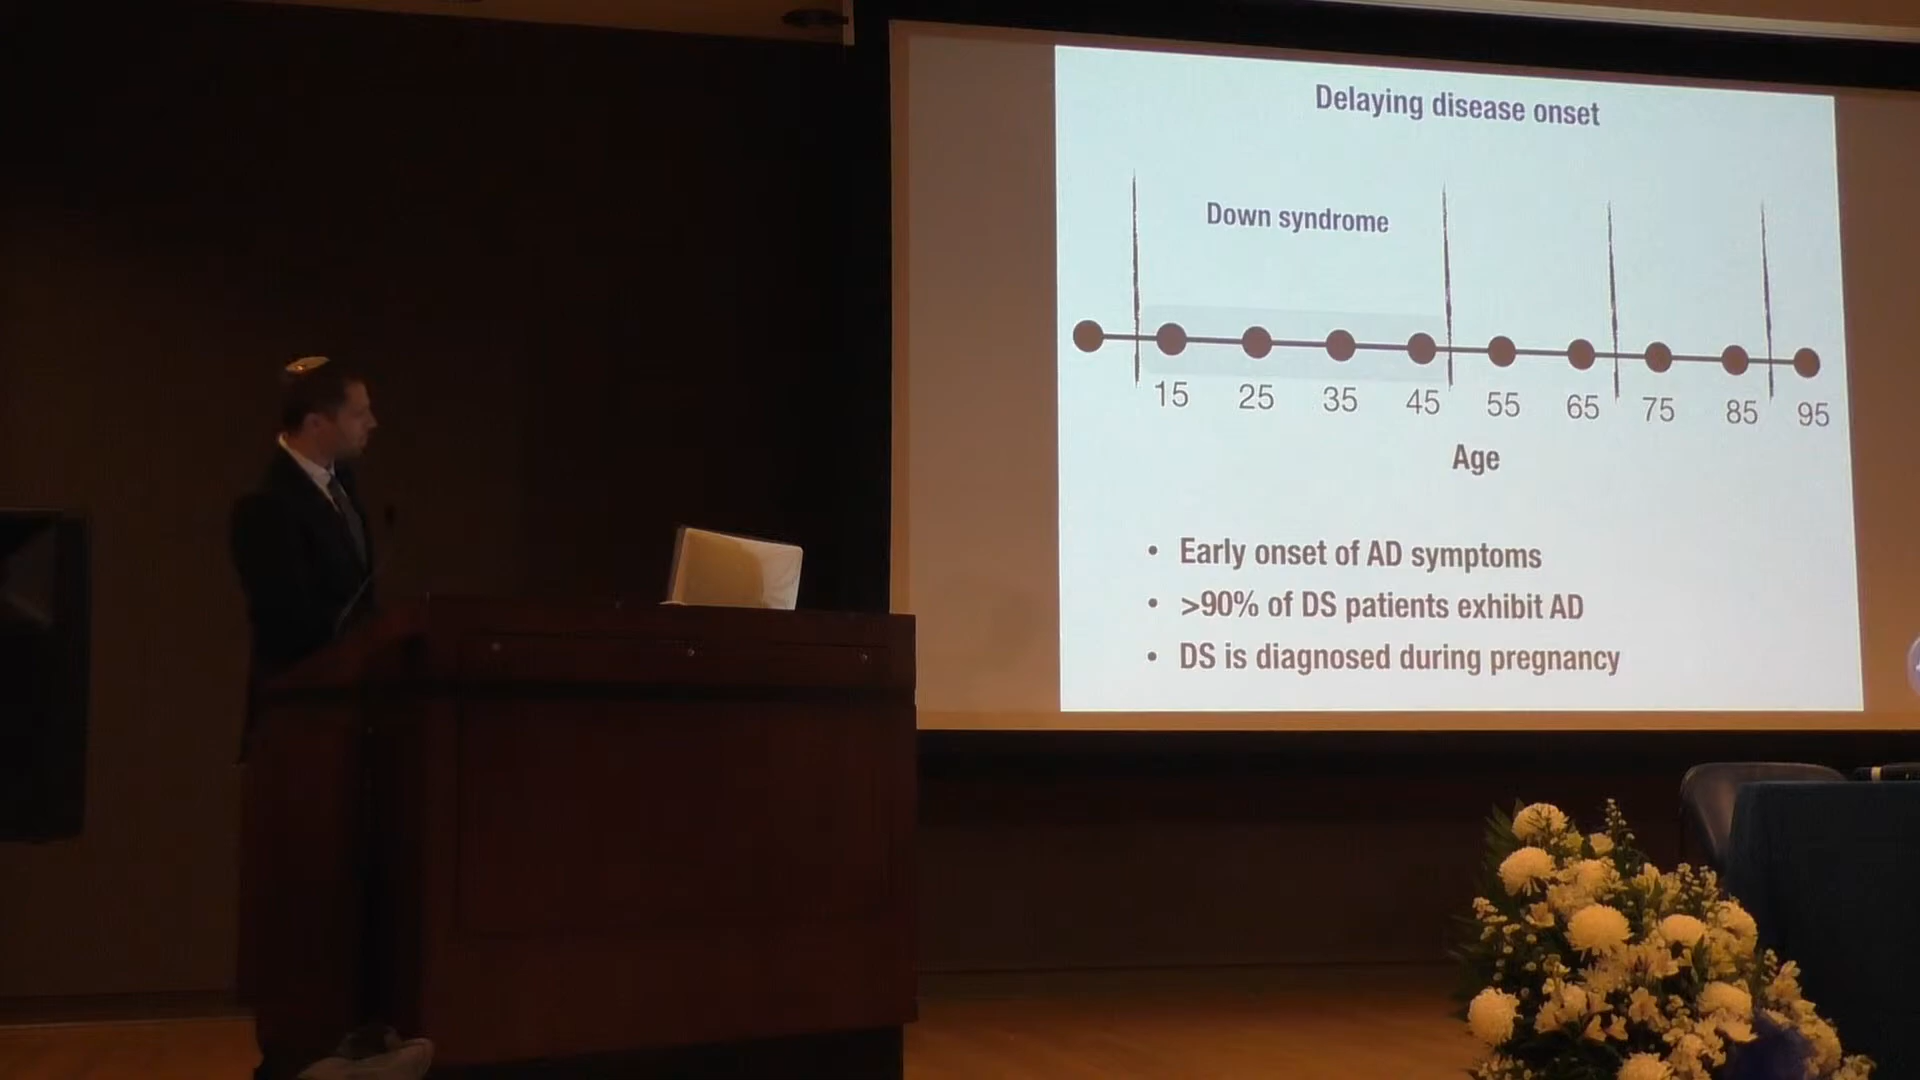 Delaying disease onset
Down syndrome
15 25 35 45 55 65 75 85 95
Age
• Early onset of AD symptoms
• >90% of DS patients exhibit AD
• DS is diagnosed during pregnancy